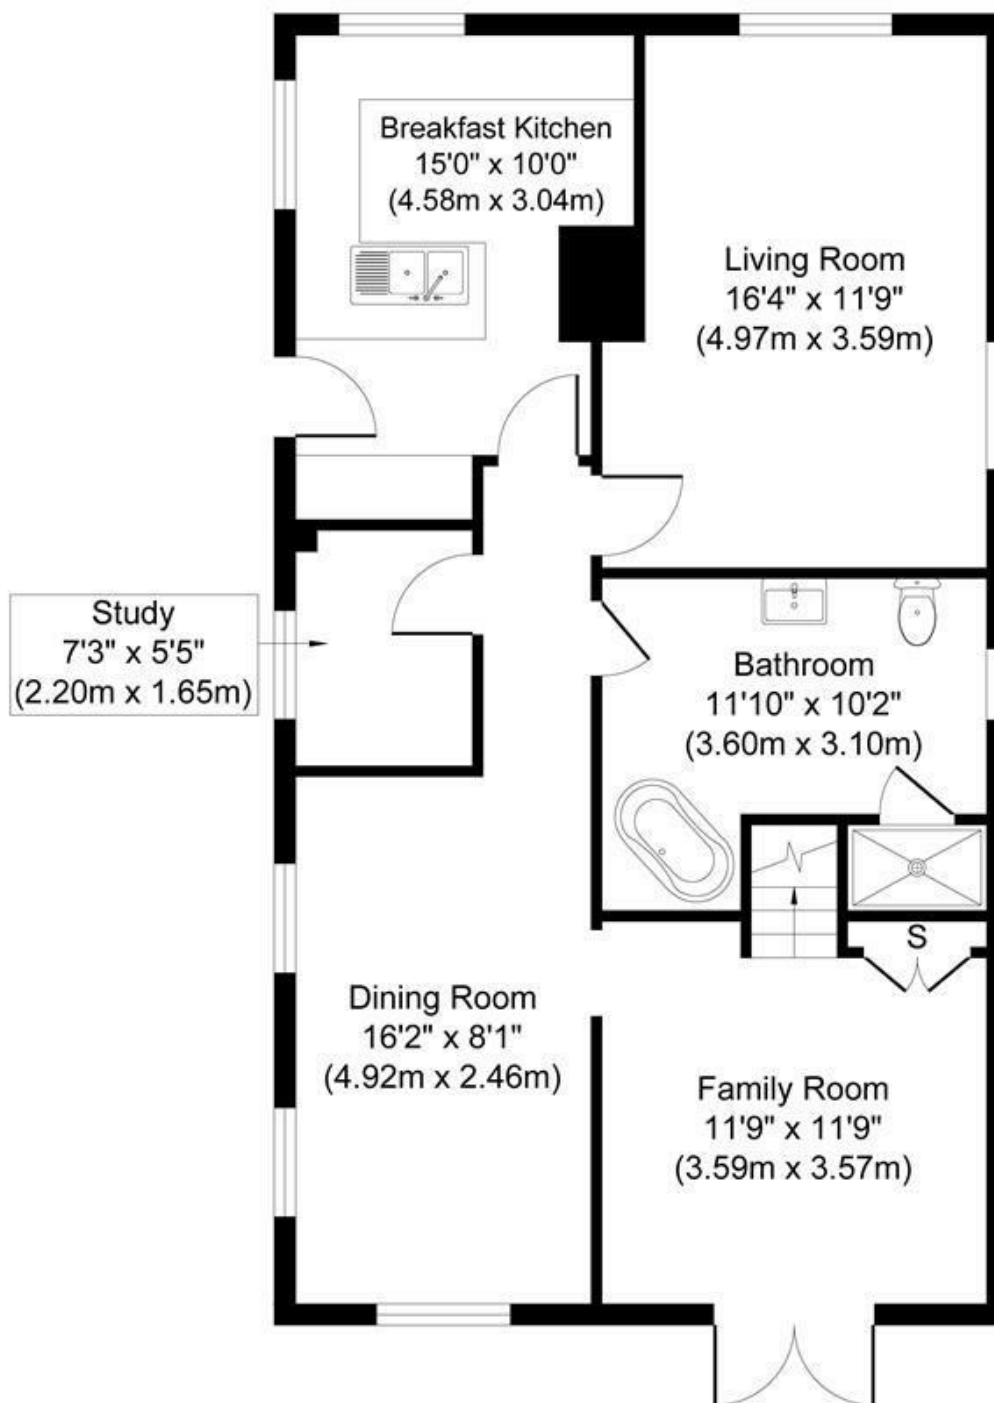 Breakfast Kitchen
15'0" x 10'0"
(4.58m x 3.04m)
Living Room
16'4" x 11'9"
(4.97m x 3.59m)
Study
7'3" x 5'5"
(2.20m x 1.65m)
Bathroom
11'10" x 10'2"
(3.60m x 3.10m)
S
Dining Room
16'2" x 8'1"
(4.92m x 2.46m)
Family Room
11'9" x 11'9"
(3.59m x 3.57m)